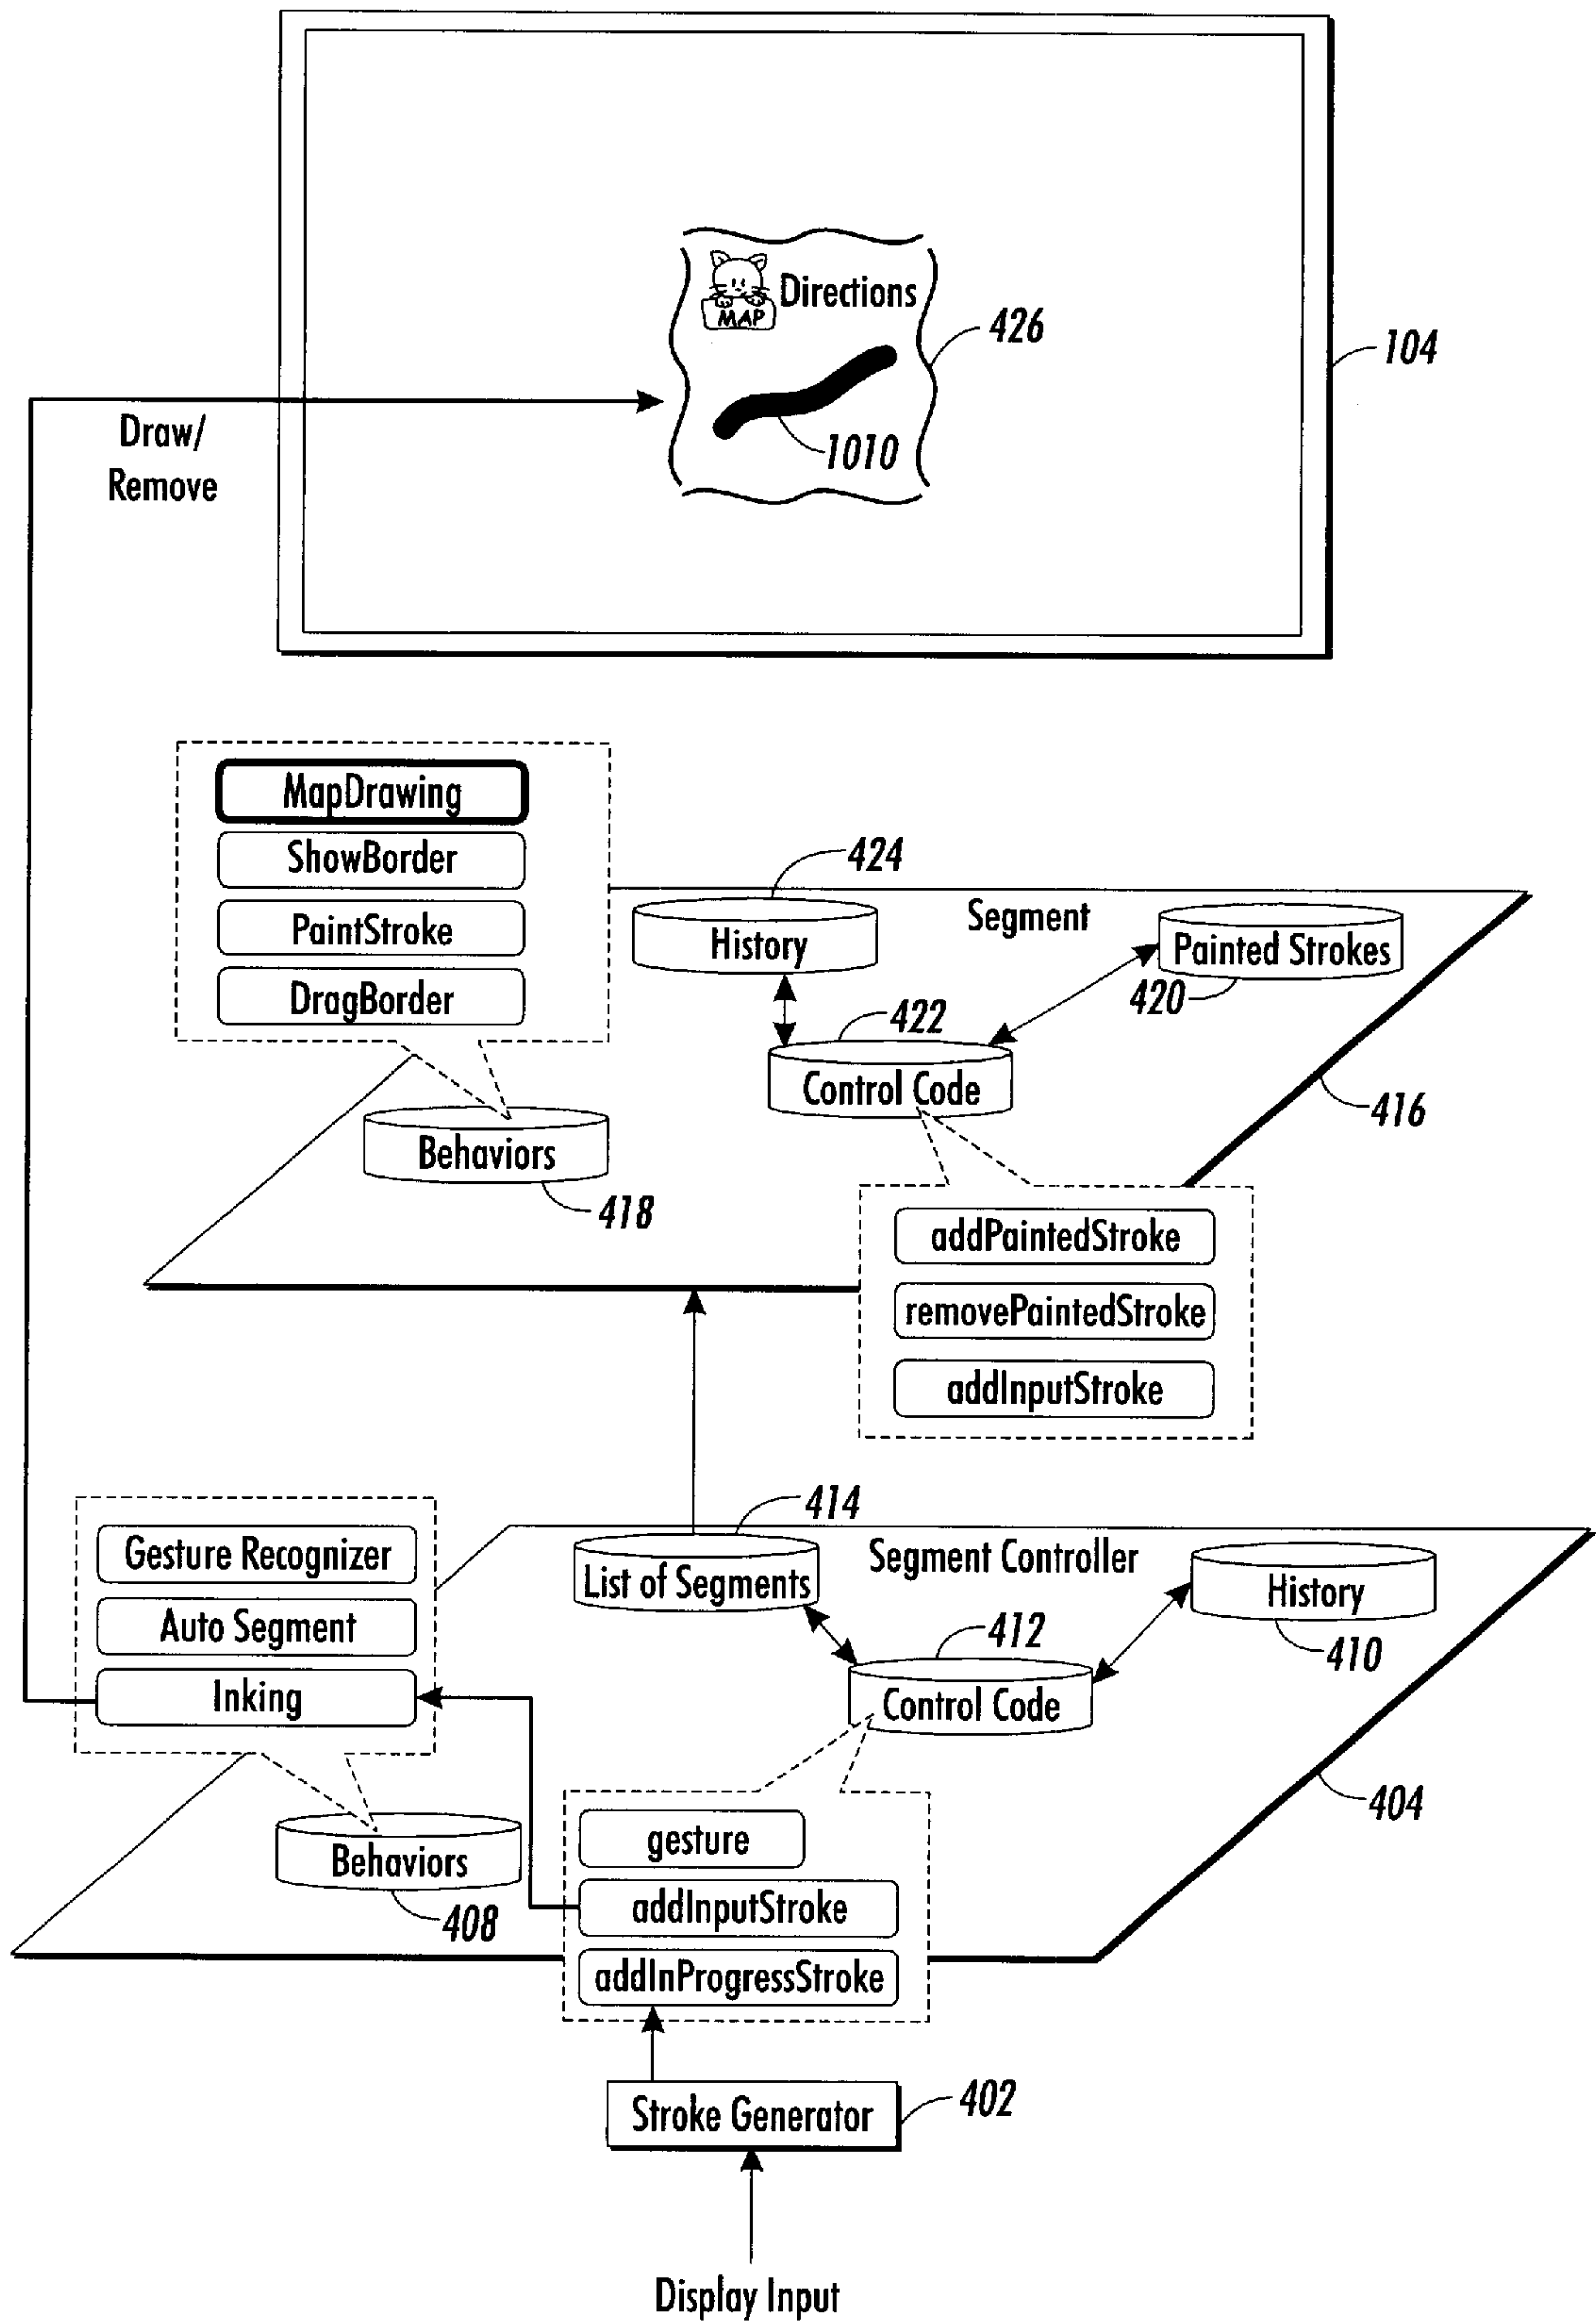 Directions
MAP
426
104
Draw/
Remove
1010
MapDrawing
ShowBorder
PaintStroke
DragBorder
424
History
Segment
Painted Strokes
420
422
Control Code
416
Behaviors
418
addPaintedStroke
removePaintedStroke
addInputStroke
414
Gesture Recognizer
Auto Segment
Inking
List of Segments
Segment Controller
History
410
412
Control Code
404
Behaviors
408
gesture
addInputStroke
addInProgressStroke
Stroke Generator
402
Display Input